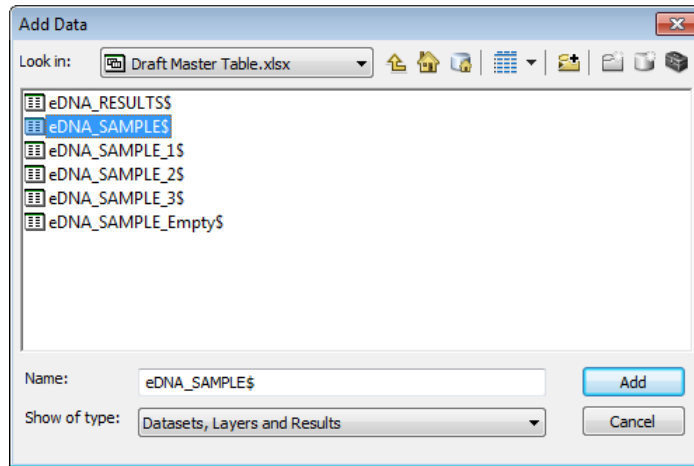 Add Data
Look in: Draft Master Table.xlsx
eDNA_RESULTS$
eDNA_SAMPLE$
eDNA_SAMPLE_1$
eDNA_SAMPLE_2$
eDNA_SAMPLE_3$
eDNA_SAMPLE_Empty$
Name: eDNA_SAMPLE$ Add
Show of type: Datasets, Layers and Results Cancel